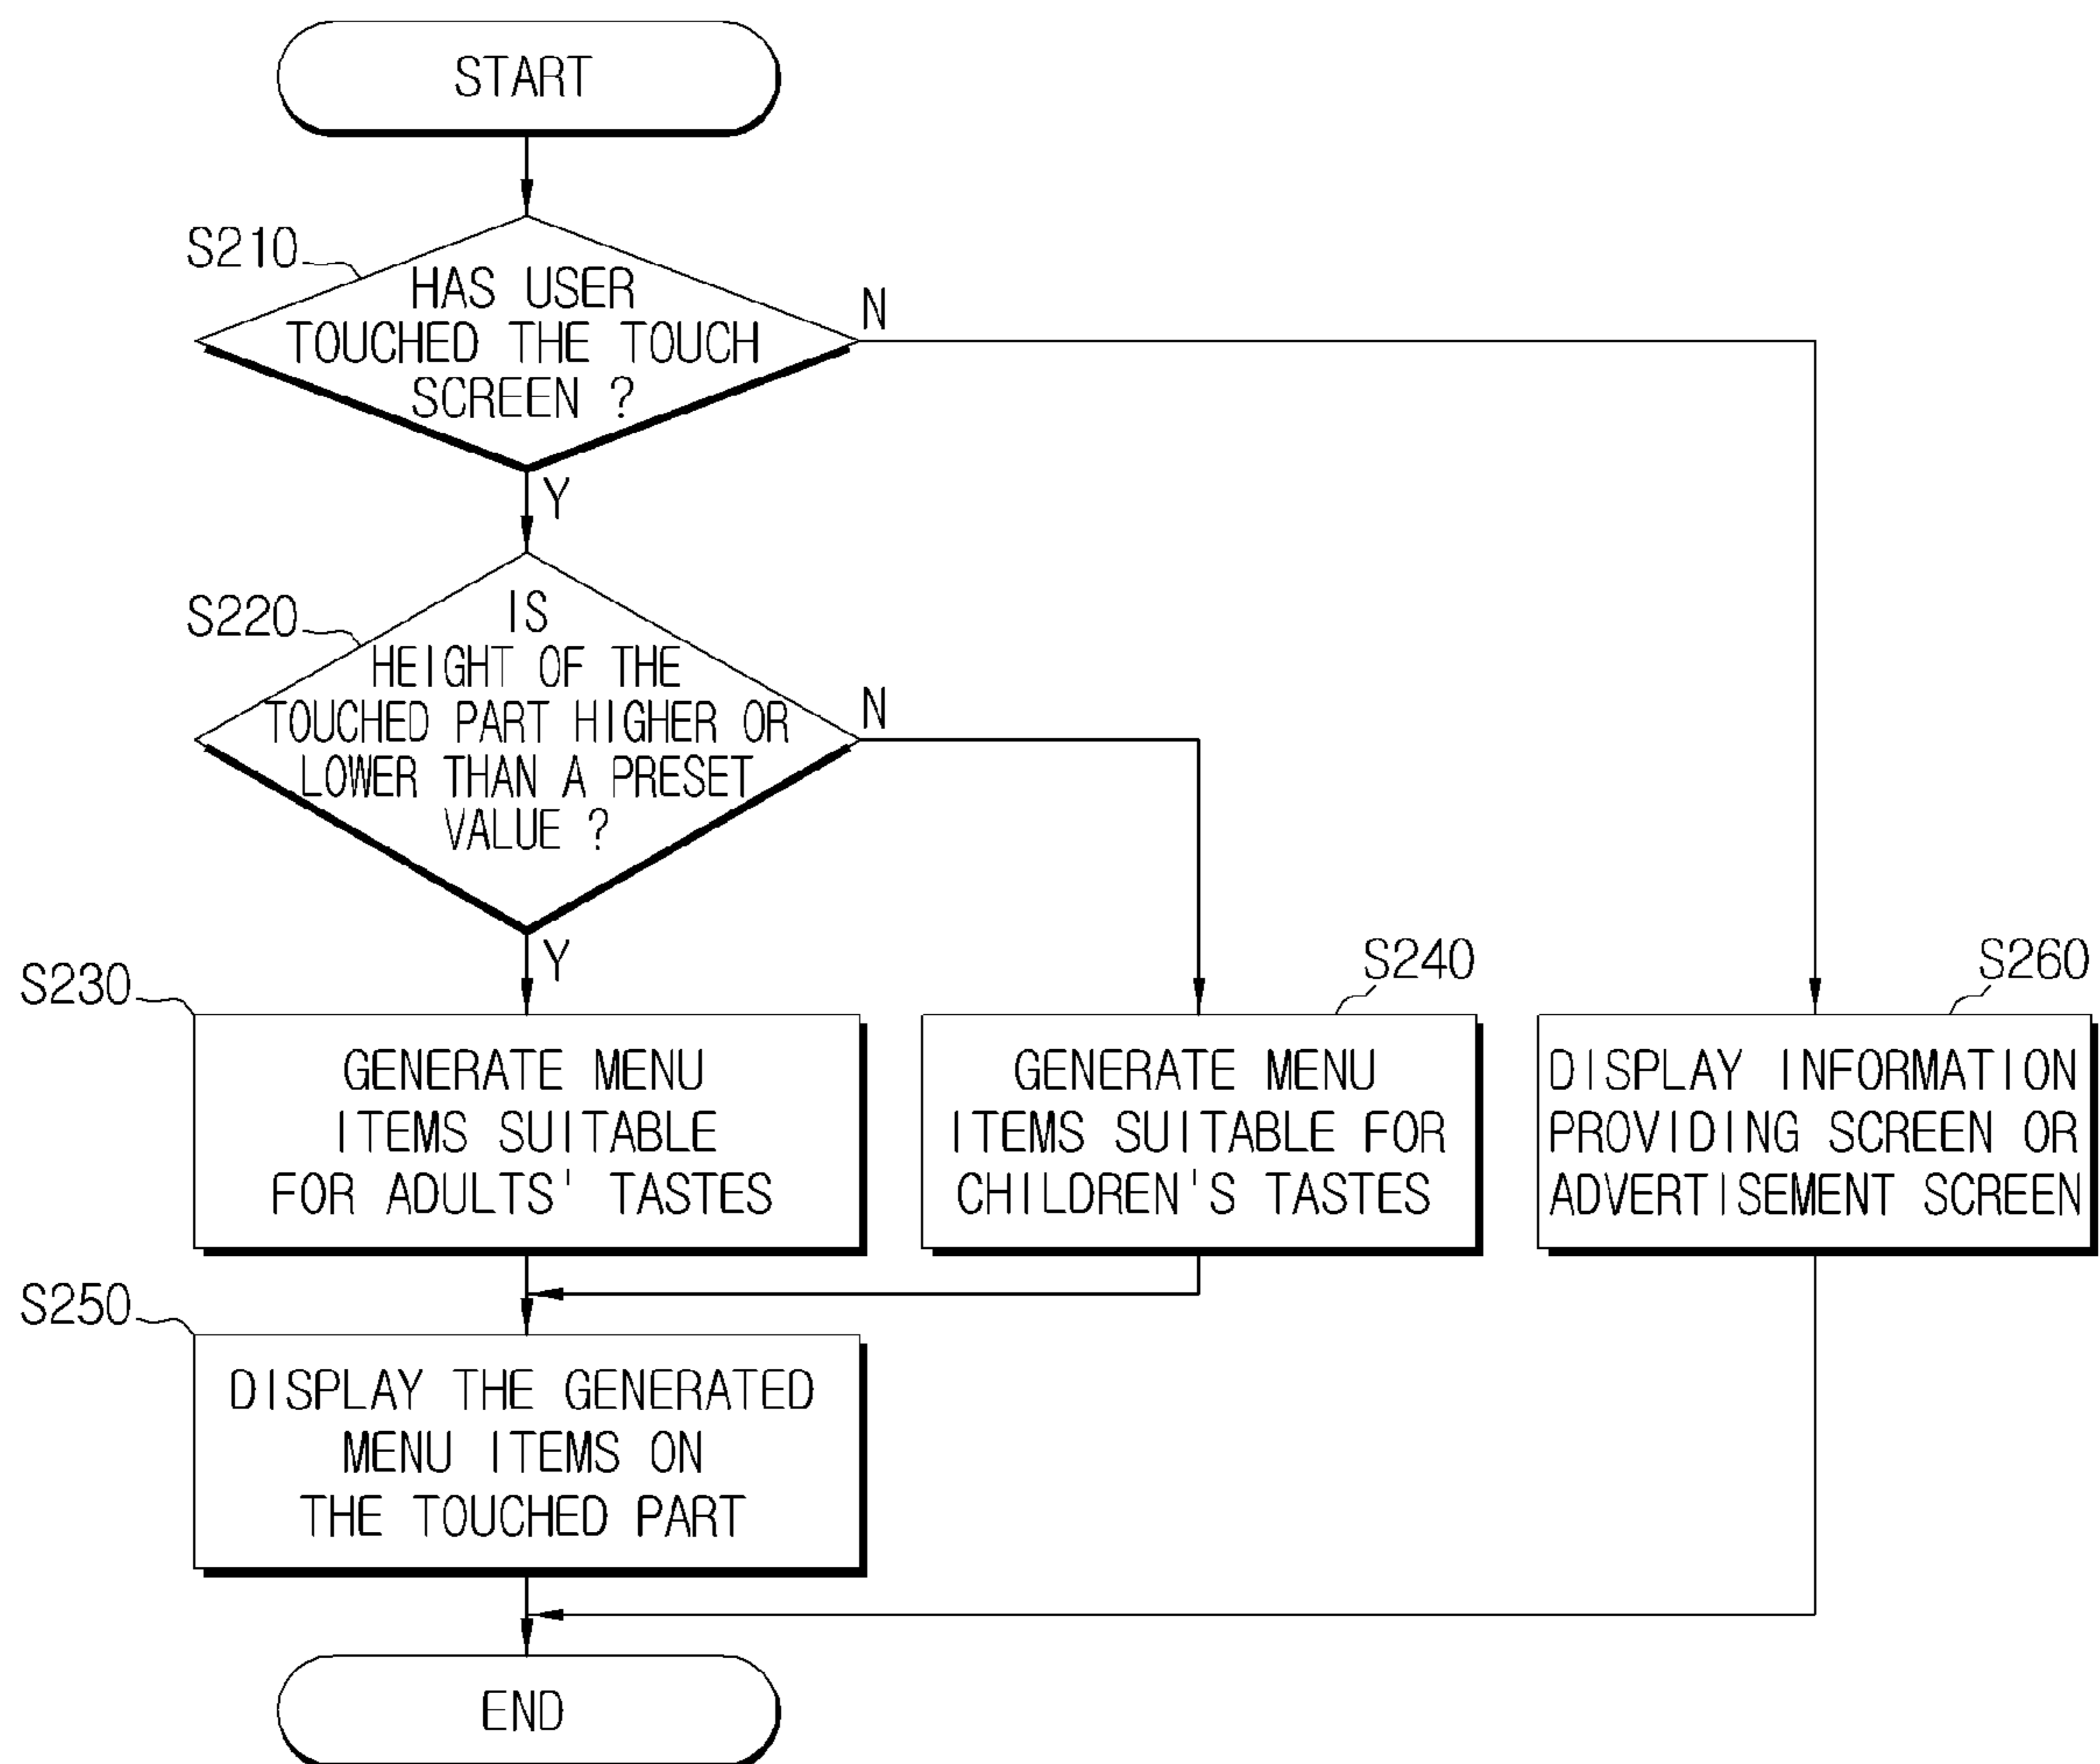 START
S210
HAS USER
TOUCHED THE TOUCH
SCREEN ?
N
Y
S220
IS
HEIGHT OF THE
TOUCHED PART HIGHER OR
LOWER THAN A PRESET
VALUE ?
N
Y
S230
GENERATE MENU
ITEMS SUITABLE
FOR ADULTS' TASTES
S240
GENERATE MENU
ITEMS SUITABLE FOR
CHILDREN'S TASTES
S260
DISPLAY INFORMATION
PROVIDING SCREEN OR
ADVERTISEMENT SCREEN
S250
DISPLAY THE GENERATED
MENU ITEMS ON
THE TOUCHED PART
END